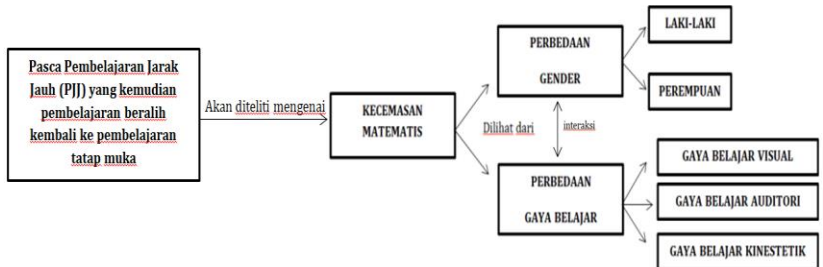 Pasca Pembelajaran Jarak
Jauh (PJJ) yang kemudian
pembelajaran beralih
kembali ke pembelajaran
tatap muka
Akan diteliti mengenai
KECEMASAN
MATEMATIS
Dilihat dari
PERBEDAAN
GENDER
interaksi
PERBEDAAN
GAYA BELAJAR
LAKI-LAKI
PEREMPUAN
GAYA BELAJAR VISUAL
GAYA BELAJAR AUDITORI
GAYA BELAJAR KINESTETIK